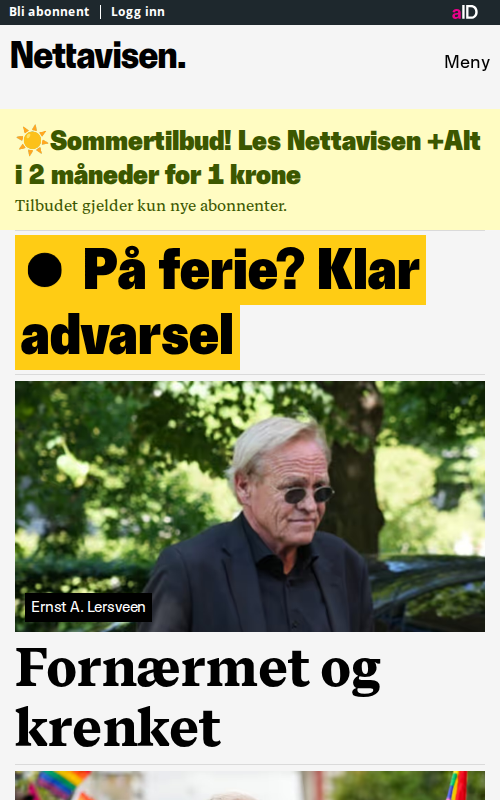 Bli abonnent | Logg inn
aID
Nettavisen.
Meny
☀️Sommertilbud! Les Nettavisen +Alt
i 2 måneder for 1 krone
Tilbudet gjelder kun nye abonnenter.
● På ferie? Klar
advarsel
Ernst A. Lersveen
Fornærmet og
krenket